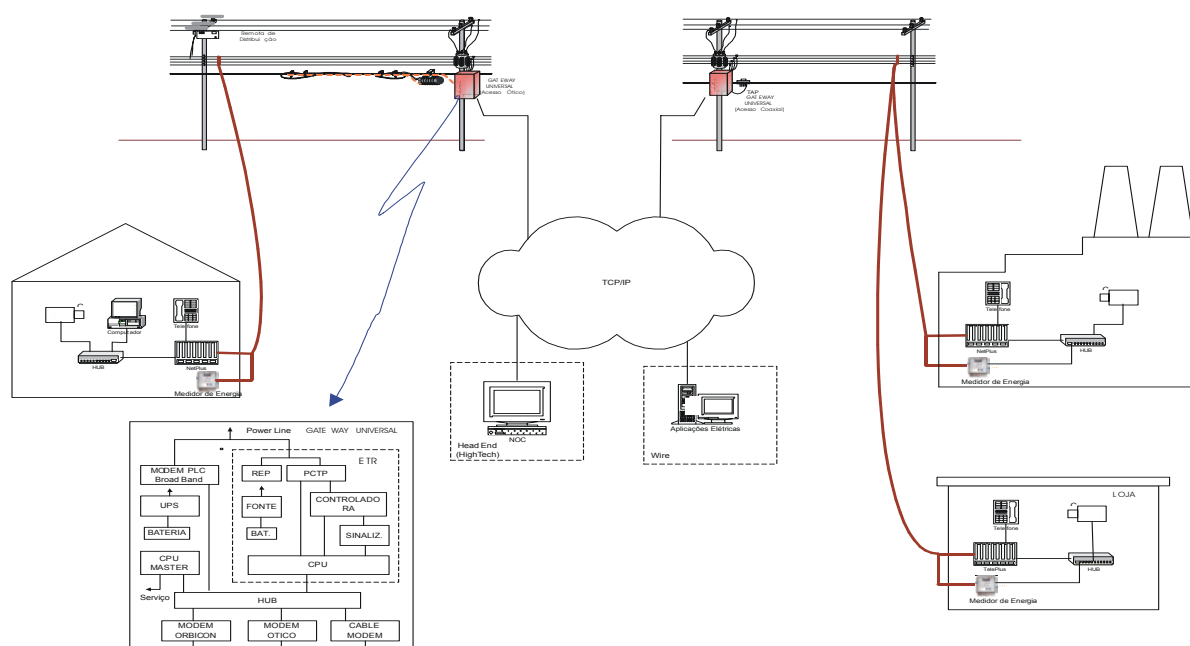 Remota de
Distribui ção
GAT EWAY
UNIVERSAL
(Acesso Ótico)
TAP
GAT EWAY
UNIVERSAL
(Acesso Coaxial)
TCP/IP
Computador
Telefone
HUB
NetPlus
Medidor de Energia
Telefone
NetPlus
HUB
Medidor de Energia
NOC
Head End
(HighTech)
Aplicações Elétricas
Wire
Power Line GATE WAY UNIVERSAL
ETR
MODEM PLC
Broad Band
REP
PCTP
UPS
FONTE
CONTROLADO
RA
BATERIA
BAT.
SINALIZ.
CPU
MASTER
CPU
Serviço
HUB
MODEM
ORBICON
MODEM
OTICO
CABLE
MODEM
LOJA
Telefone
TelePlus
HUB
Medidor de Energia